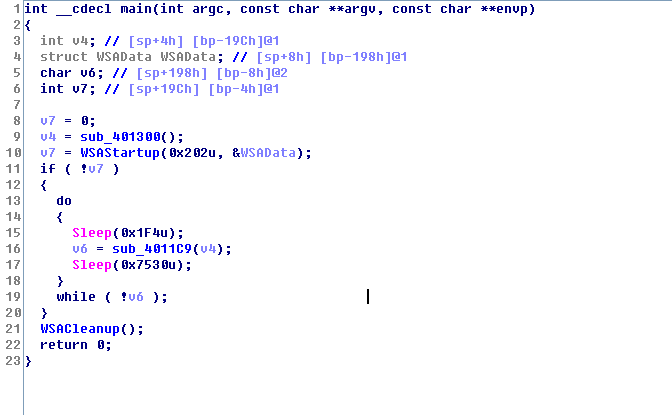 1 int __cdecl main(int argc, const char **argv, const char **envp)
2 {
3   int v4; // [sp+4h] [bp-19Ch]@1
4   struct WSAData WSAData; // [sp+8h] [bp-198h]@1
5   char v6; // [sp+198h] [bp-8h]@2
6   int v7; // [sp+19Ch] [bp-4h]@1
7
8   v7 = 0;
9   v4 = sub_401300();
10   v7 = WSAStartup(0x202u, &WSAData);
11   if ( !v7 )
12   {
13     do
14     {
15       Sleep(0x1F4u);
16       v6 = sub_4011C9(v4);
17       Sleep(0x7530u);
18     }
19     while ( !v6 );
20   }
21   WSACleanup();
22   return 0;
23 }